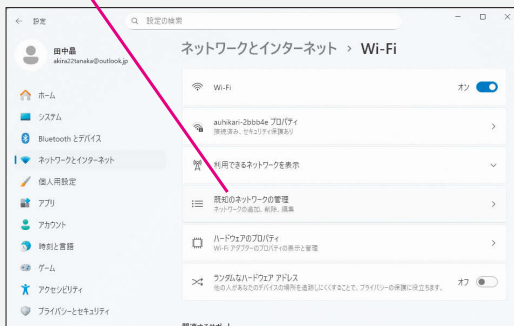 設定
設定の検索
田中晶
akira22tanaka@outlook.jp
ホーム
システム
Bluetooth とデバイス
ネットワークとインターネット
個人用設定
アプリ
アカウント
時刻と言語
ゲーム
アクセシビリティ
プライバシーとセキュリティ
ネットワークとインターネット › Wi-Fi
Wi-Fi
オン
auhikari-2bbb4e プロパティ
接続済み、セキュリティ保護あり
利用できるネットワークを表示
既知のネットワークの管理
ネットワークの追加、削除、編集
ハードウェアのプロパティ
Wi-Fi アダプターのプロパティの表示と管理
ランダムなハードウェア アドレス
他の人があなたのデバイスの場所を追跡しにくくすることで、プライバシーの保護に役立ちます。
オフ